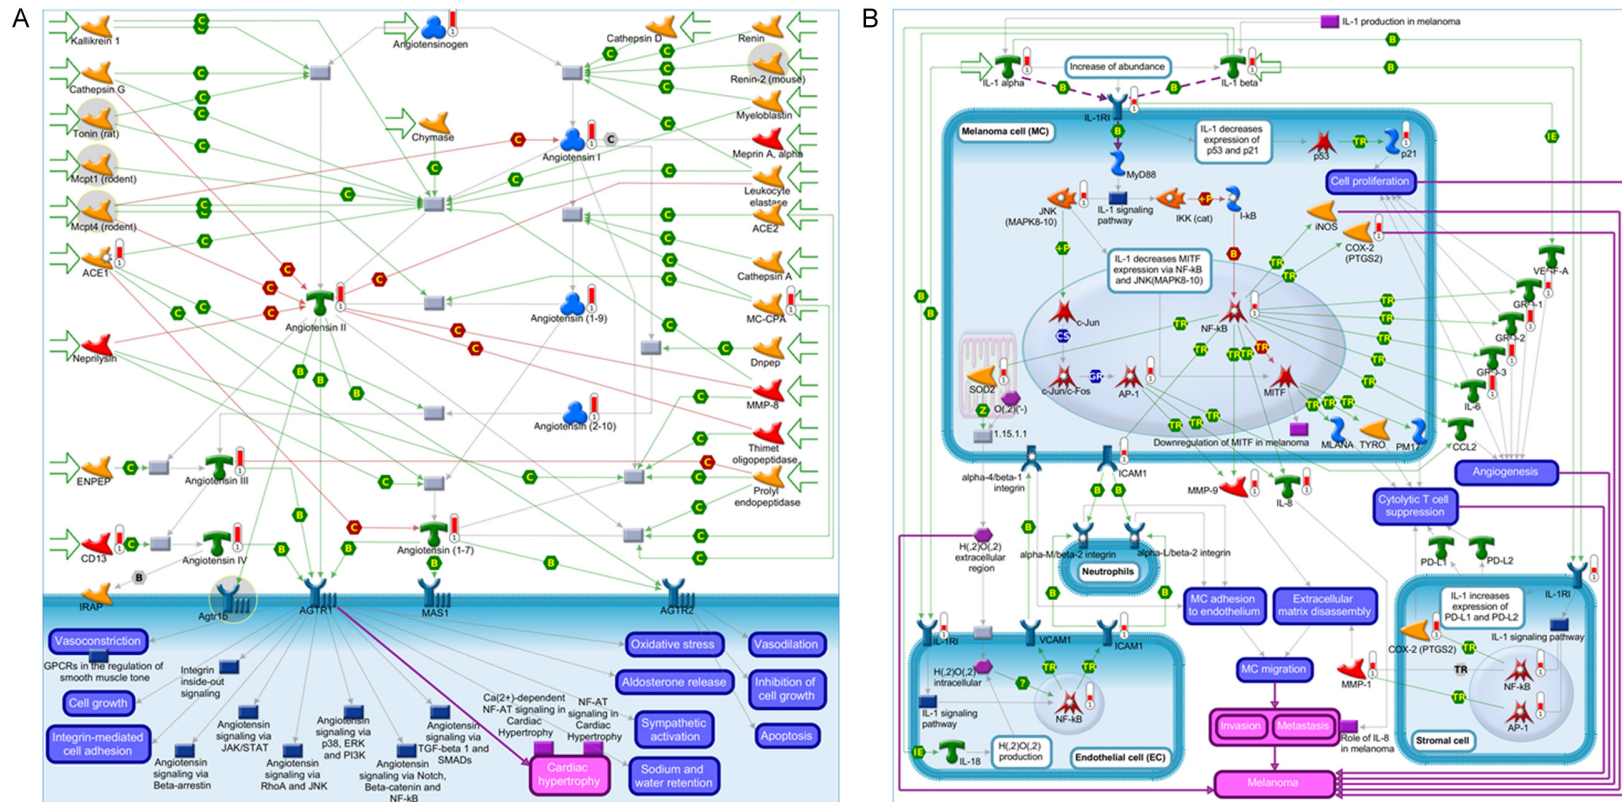 A
Kallikrein 1
Cathepsin G
Tonin (rat)
Mcpt1 (rodent)
Mcpt4 (rodent)
ACE1
Neprilysin
ENPEP
CD13
IRAP
Angiotensinogen
Chymase
Cathepsin D
Renin
Renin-2 (mouse)
Myeloblastin
Meprin A, alpha
Leukocyte
elastase
ACE2
Cathepsin A
MC-CPA
Dnpep
MMP-8
Thimet
oligopeptidase
Prolyl
endopeptidase
Angiotensin I
Angiotensin II
Angiotensin (1-9)
Angiotensin (2-10)
Angiotensin III
Angiotensin IV
Angiotensin (1-7)
Agtr1b
AGTR1
MAS1
AGTR2
Vasoconstriction
GPCRs in the regulation of
smooth muscle tone
Cell growth
Integrin-mediated
cell adhesion
Integrin
inside-out
signaling
Angiotensin
signaling via
JAK/STAT
Angiotensin
signaling via
Beta-arrestin
Angiotensin
signaling via
RhoA and JNK
Angiotensin
signaling via
p38, ERK
and PI3K
Angiotensin
signaling via Notch,
Beta-catenin and
NF-kB
Angiotensin
signaling via
TGF-beta 1 and
SMADs
Ca(2+)-dependent
NF-AT signaling in
Cardiac
Hypertrophy
NF-AT
signaling in
Cardiac
Hypertrophy
Cardiac
hypertrophy
Oxidative stress
Aldosterone release
Sympathetic
activation
Sodium and
water retention
Vasodilation
Inhibition of
cell growth
Apoptosis
B
IL-1 production in melanoma
IL-1 alpha
Increase of abundance
IL-1 beta
IL-1RI
Melanoma cell (MC)
IL-1 decreases
expression of
p53 and p21
p53
p21
MyD88
Cell proliferation
JNK
(MAPK8-10)
IL-1 signaling
pathway
IKK (cat)
I-kB
iNOS
COX-2
(PTGS2)
IL-1 decreases MITF
expression via NF-kB
and JNK(MAPK8-10)
VEGF-A
GRO-1
GRO-2
GRO-3
IL-6
CCL2
c-Jun
NF-kB
SOD2
c-Jun/c-Fos
AP-1
MITF
O(,2)(-)
1.15.1.1
Downregulation of MITF in melanoma
MLANA
TYRO
PM17
alpha-4/beta-1
integrin
ICAM1
MMP-9
IL-8
Angiogenesis
Cytolytic T cell
suppression
PD-L1
PD-L2
H(,2)O(,2)
extracellular
region
alpha-M/beta-2 integrin
alpha-L/beta-2 integrin
Neutrophils
MC adhesion
to endothelium
Extracellular
matrix disassembly
IL-1RI
IL-1 increases
expression of
PD-L1 and PD-L2
IL-1 signaling
pathway
COX-2 (PTGS2)
NF-kB
AP-1
Stromal cell
IL-1RI
VCAM1
ICAM1
H(,2)O(,2)
intracellular
IL-1 signaling
pathway
NF-kB
IL-18
H(,2)O(,2)
production
Endothelial cell (EC)
MC migration
MMP-1
Invasion
Metastasis
Role of IL-8
in melanoma
Melanoma